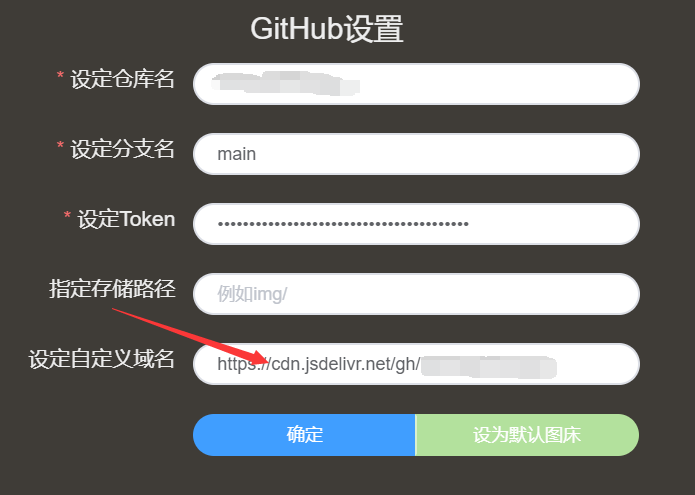 GitHub设置
* 设定仓库名
* 设定分支名 main
* 设定Token ••••••••••••••••••••••••••••••••••••••••
指定存储路径 例如img/
设定自定义域名 https://cdn.jsdelivr.net/gh/
确定 设为默认图床